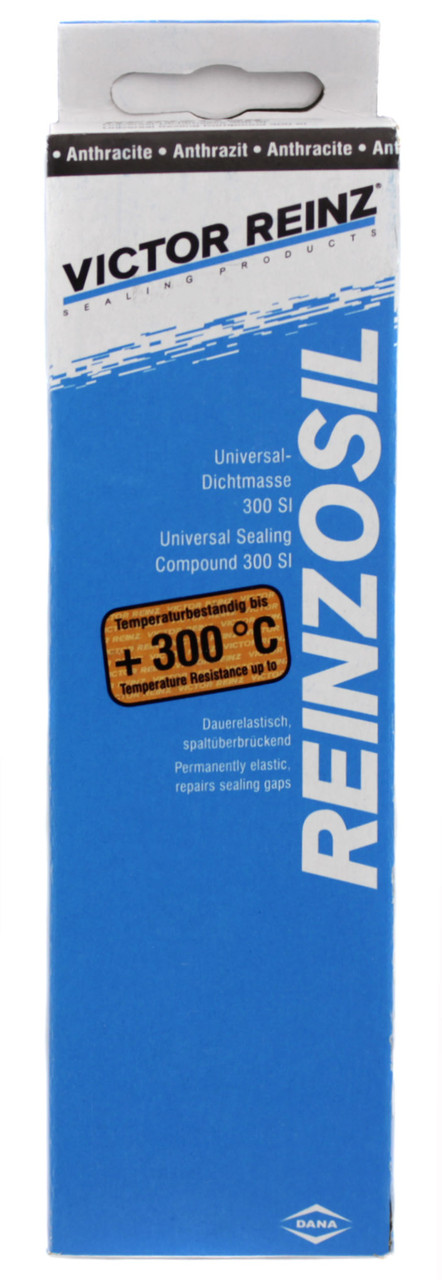 • Anthracite • Anthrazit • Anthracite • Ant
VICTOR REINZ®
SEALING PRODUCTS
REINZOSIL
Universal-
Dichtmasse
300 SI
Universal Sealing
Compound 300 SI
Temperaturbeständig bis
+ 300 °C
Temperature Resistance up to
Dauerelastisch,
spaltüberbrückend
Permanently elastic,
repairs sealing gaps
DANA